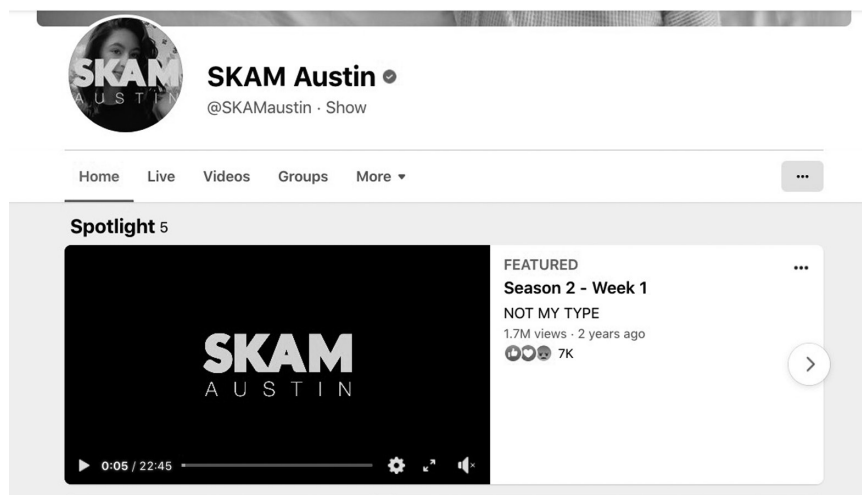 SKAM
AUSTIN
SKAM Austin
@SKAMaustin · Show
Home Live Videos Groups More
Spotlight 5
SKAM
AUSTIN
0:05 / 22:45
FEATURED
Season 2 - Week 1
NOT MY TYPE
1.7M views · 2 years ago
7K